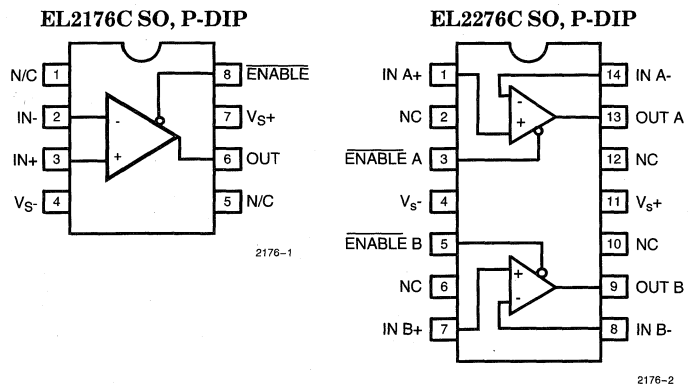 EL2176C SO, P-DIP
N/C 1
8 ENABLE
IN- 2
7 VS+
-
+
IN+ 3
6 OUT
VS- 4
5 N/C
2176-1
EL2276C SO, P-DIP
IN A+ 1
14 IN A-
NC 2
13 OUT A
-
+
ENABLE A 3
12 NC
Vs- 4
11 Vs+
ENABLE B 5
10 NC
+
-
NC 6
9 OUT B
IN B+ 7
8 IN B-
2176-2